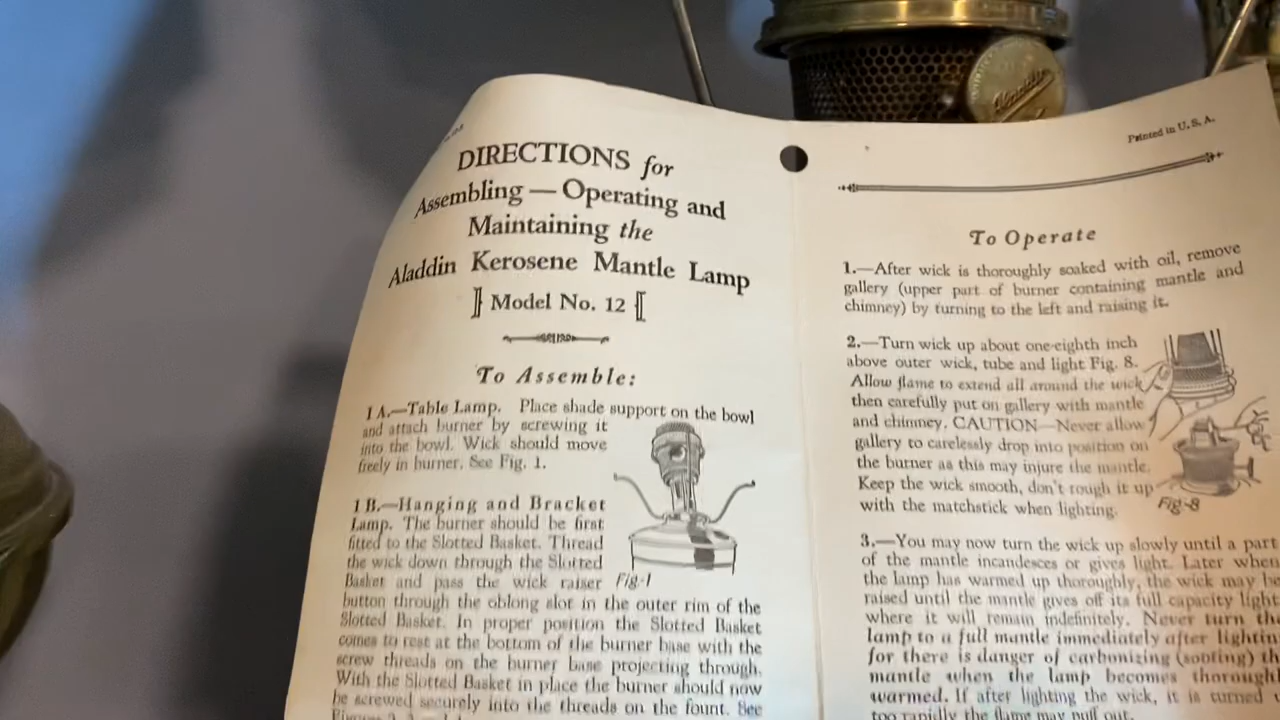 DIRECTIONS for
Assembling — Operating and
Maintaining the
Aladdin Kerosene Mantle Lamp
Model No. 12
To Assemble:
1 A.—Table Lamp. Place shade support on the bowl
and attach burner by screwing it
into the bowl. Wick should move
freely in burner. See Fig. 1.
1 B.—Hanging and Bracket
Lamp. The burner should be first
fitted to the Slotted Basket. Thread
the wick down through the Slotted
Basket and pass the wick raiser
Fig-1
button through the oblong slot in the outer rim of the
Slotted Basket. In proper position the Slotted Basket
comes to rest at the bottom of the burner base with the
screw threads on the burner base projecting through.
With the Slotted Basket in place the burner should now
be screwed securely into the threads on the fount. See
Printed in U. S. A.
To Operate
1.—After wick is thoroughly soaked with oil, remove
gallery (upper part of burner containing mantle and
chimney) by turning to the left and raising it.
2.—Turn wick up about one-eighth inch
above outer wick, tube and light Fig. 8.
Allow flame to extend all around the wick
then carefully put on gallery with mantle
and chimney. CAUTION—Never allow
gallery to carelessly drop into position on
the burner as this may injure the mantle.
Keep the wick smooth, don't rough it up
with the matchstick when lighting.
Fig-8
3.—You may now turn the wick up slowly until a part
of the mantle incandesces or gives light. Later when
the lamp has warmed up thoroughly, the wick may be
raised until the mantle gives off its full capacity light
where it will remain indefinitely. Never turn the
lamp to a full mantle immediately after lighting
for there is danger of carbonizing (sooting) th
mantle when the lamp becomes thorough
warmed. If after lighting the wick, it is turned
too rapidly the flame may puff out.